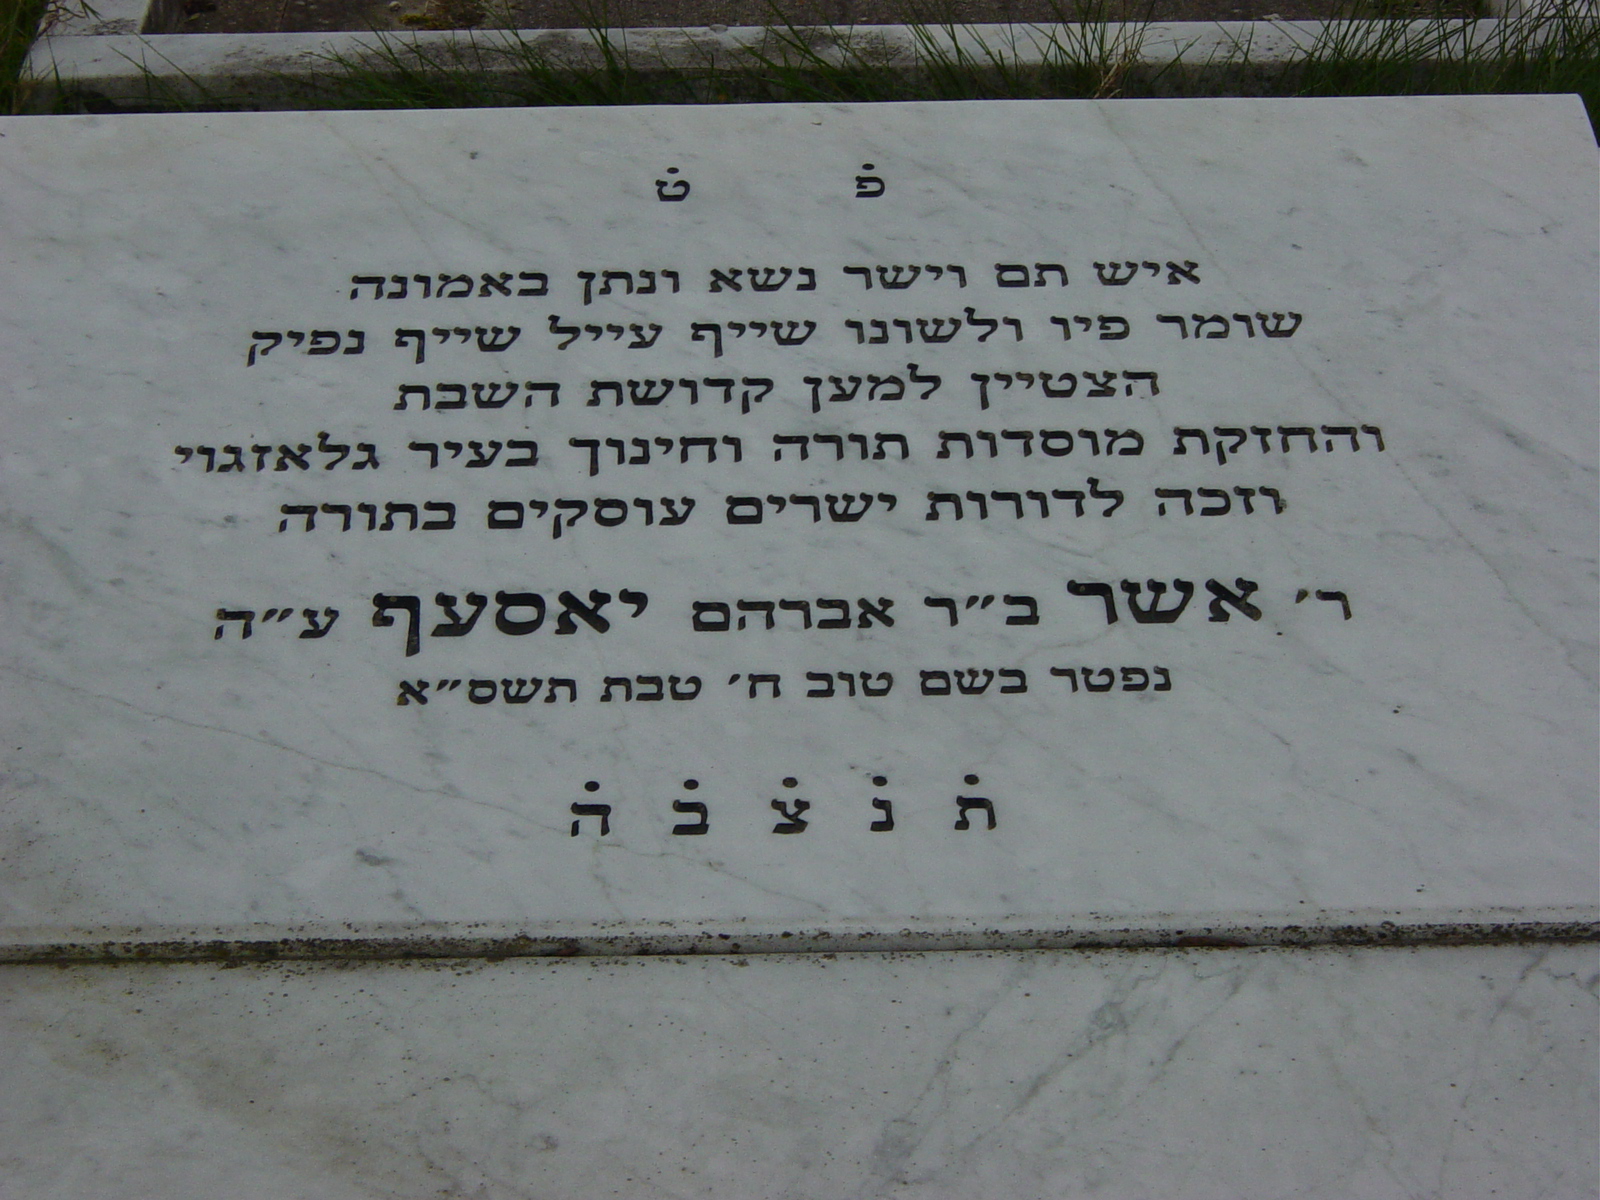 פ̇ ט̇
איש תם וישר נשא ונתן באמונה
שומר פיו ולשונו שייף עייל שייף נפיק
הצטיין למען קדושת השבת
והחזקת מוסדות תורה וחינוך בעיר גלאזגוי
וזכה לדורות ישרים עוסקים בתורה
ר׳ אשר ב״ר אברהם יאסעף ע״ה
נפטר בשם טוב ח׳ טבת תשס״א
ת̇ נ̇ צ̇ ב̇ ה̇